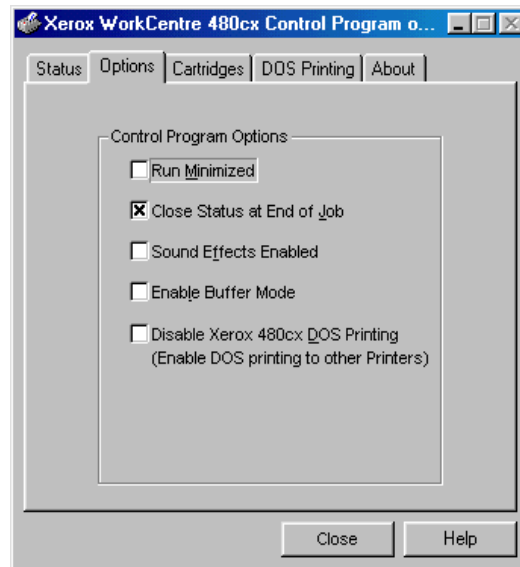 Xerox WorkCentre 480cx Control Program o...
Status Options Cartridges DOS Printing About
Control Program Options
Run Minimized
Close Status at End of Job
Sound Effects Enabled
Enable Buffer Mode
Disable Xerox 480cx DOS Printing
(Enable DOS printing to other Printers)
Close Help